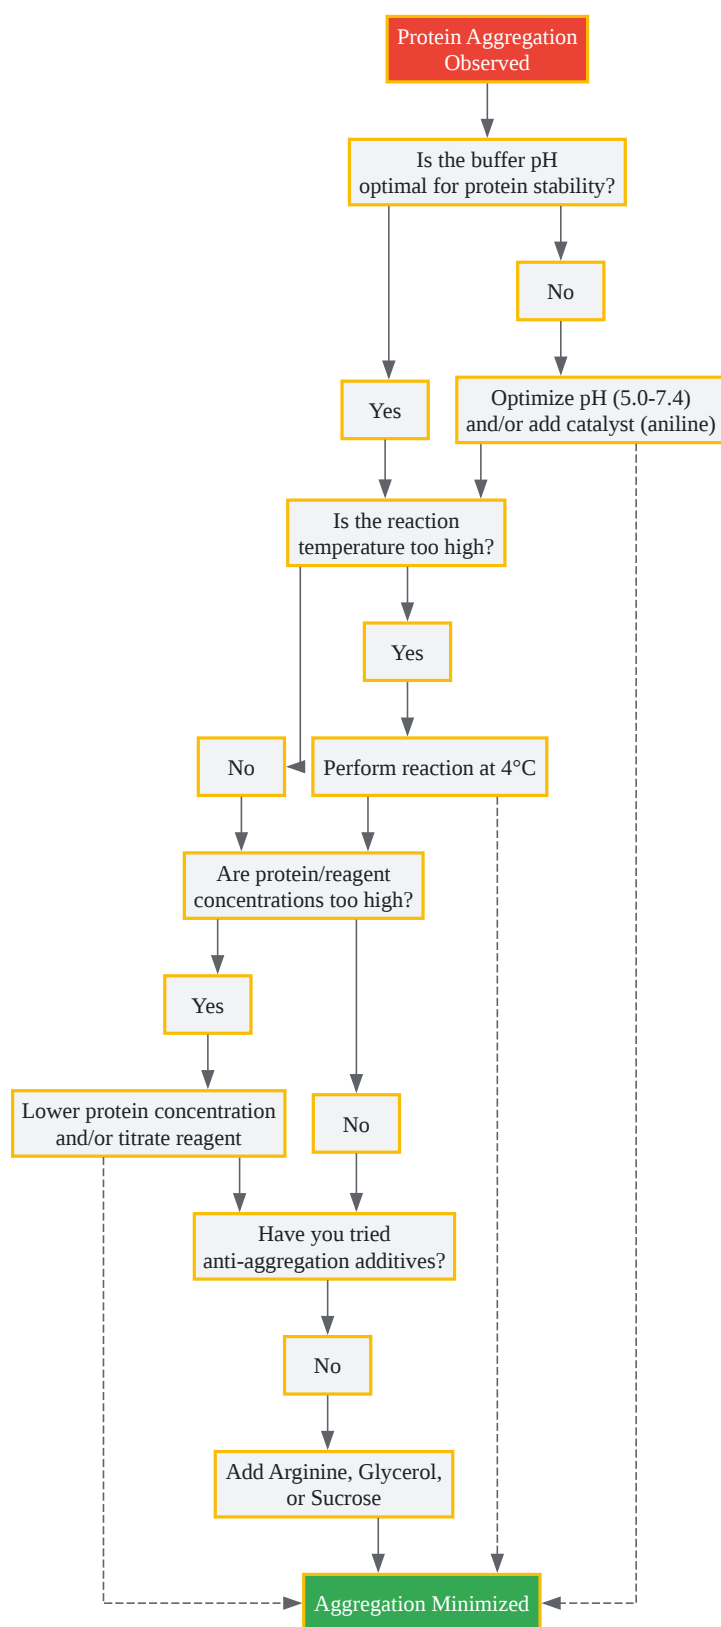 Protein Aggregation
Observed
Is the buffer pH
optimal for protein stability?
No
Yes
Optimize pH (5.0-7.4)
and/or add catalyst (aniline)
Is the reaction
temperature too high?
Yes
No
Perform reaction at 4°C
Are protein/reagent
concentrations too high?
Yes
Lower protein concentration
and/or titrate reagent
No
Have you tried
anti-aggregation additives?
No
Add Arginine, Glycerol,
or Sucrose
Aggregation Minimized